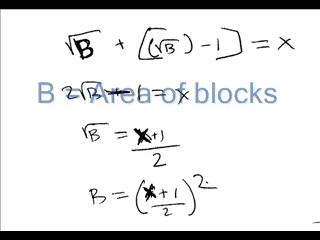 √B + [(√B) - 1] = x
2√B - 1 = x
B = Area of blocks
√B = x+1/2
B = (x+1/2)²